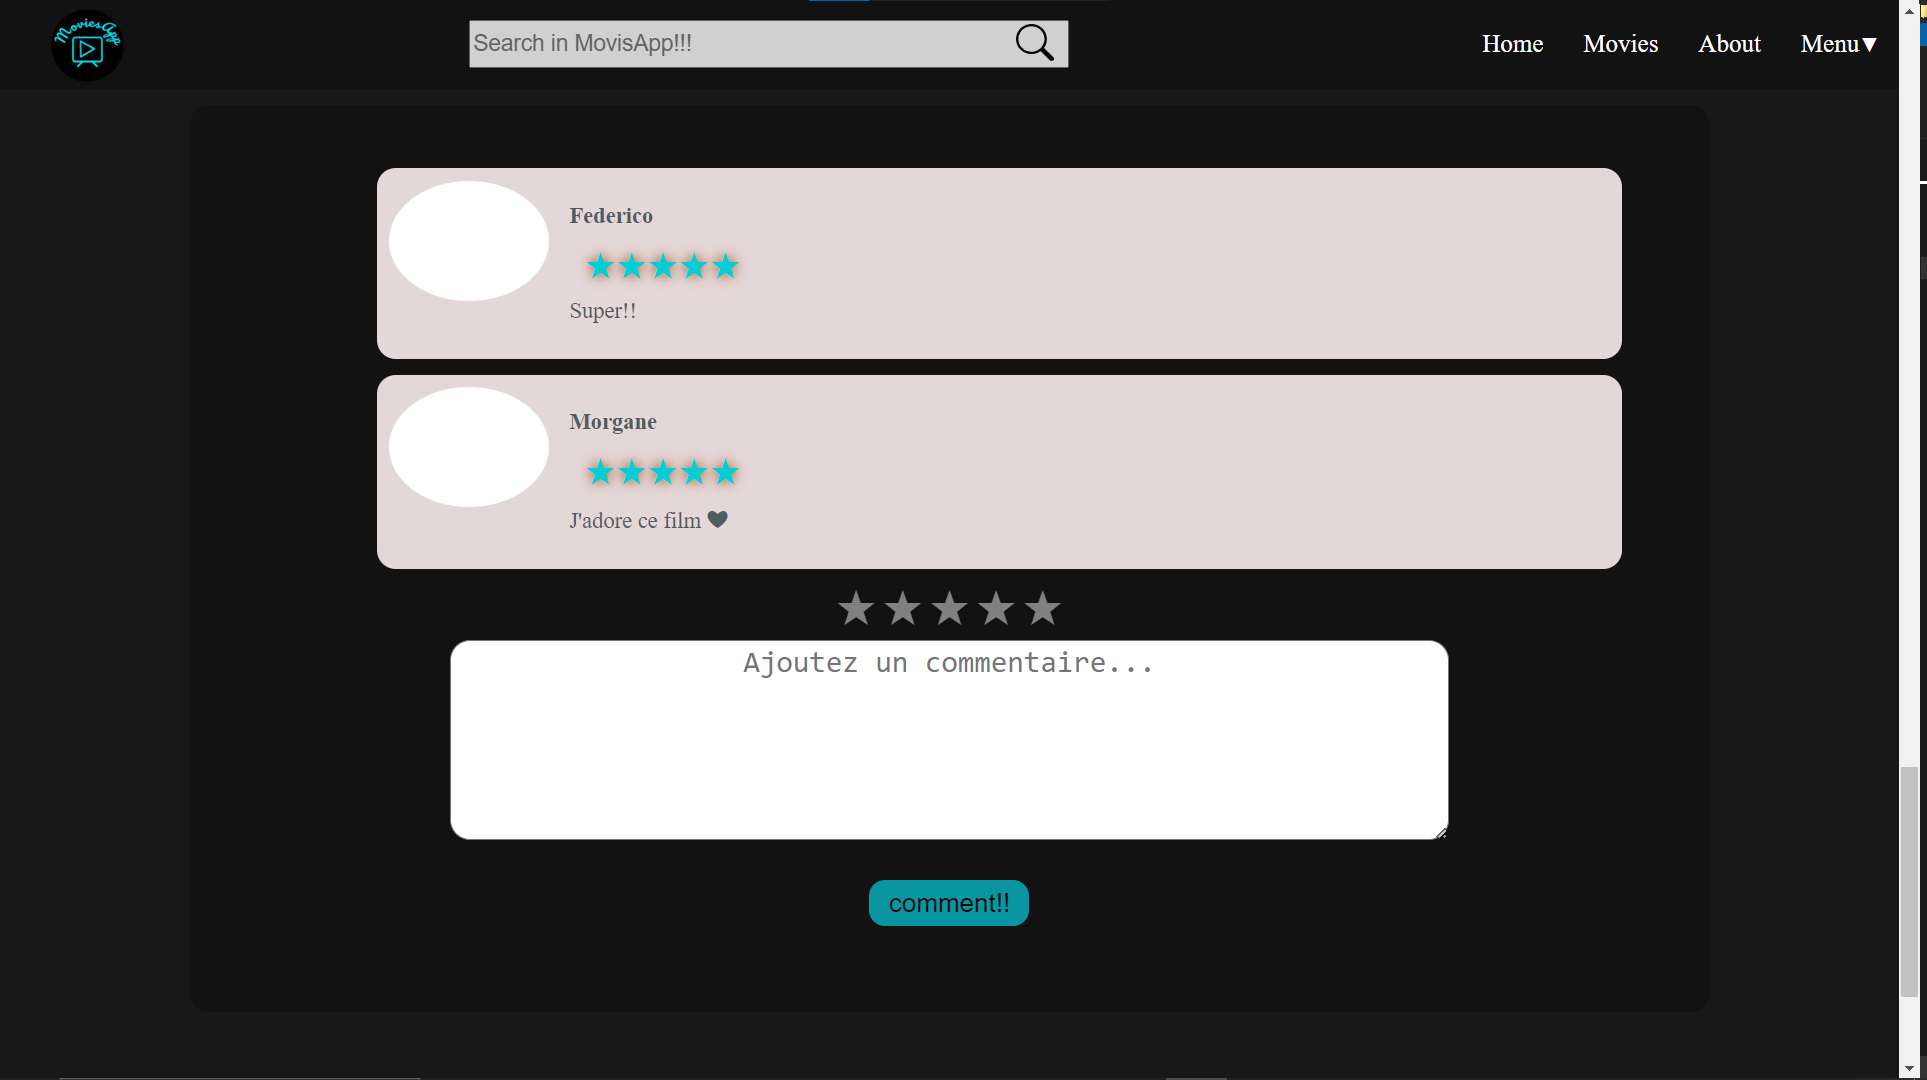 MoviesApp
Search in MovisApp!!!
Home
Movies
About
Menu▼
Federico
★★★★★
Super!!
Morgane
★★★★★
J'adore ce film ♥
★★★★★
Ajoutez un commentaire...
comment!!